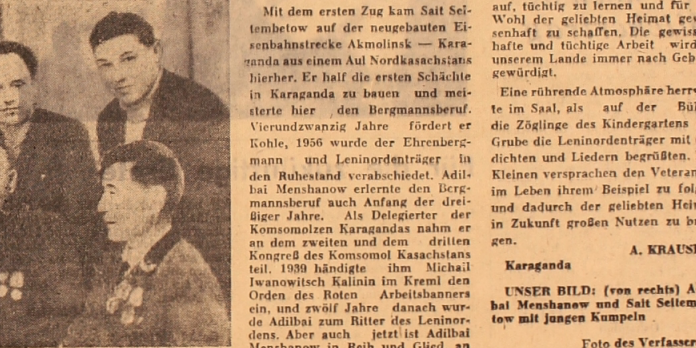 Mit dem ersten Zug kam Sait Sei-
tembetow auf der neugebauten Ei-
senbahnstrecke Akmolinsk — Kara-
ganda aus einem Aul Nordkasachstans
hierher. Er half die ersten Schächte
in Karaganda zu bauen und mei-
sterte hier den Bergmannsberuf.
Vierundzwanzig Jahre fördert er
Kohle, 1956 wurde der Ehrenberg-
mann und Leninordenträger in
den Ruhestand verabschiedet. Adil-
bai Menshanow erlernte den Berg-
mannsberuf auch Anfang der drei-
ßiger Jahre. Als Delegierter der
Komsomolzen Karagandas nahm er
an dem zweiten und dem dritten
Kongreß des Komsomol Kasachstans
teil. 1939 händigte ihm Michail
Iwanowitsch Kalinin im Kreml den
Orden des Roten Arbeitsbanners
ein, und zwölf Jahre danach wur-
de Adilbai zum Ritter des Leninor-
dens. Aber auch jetzt ist Adilbai
Menshanow in Reih und Glied, an
auf, tüchtig zu lernen und für
Wohl der geliebten Heimat
senhaft zu schaffen. Die
hafte und tüchtige Arbeit
unserem Lande immer nach
gewürdigt.
Eine rührende Atmosphäre
te im Saal, als auf der
die Zöglinge des Kindergartens
Grube die Leninordenträger mit
dichten und Liedern begrüßten.
Kleinen versprachen den
im Leben ihrem Beispiel zu
und dadurch der geliebten
in Zukunft großen Nutzen zu
gen.
A. KRAUSE
Karaganda
UNSER BILD: (von rechts)
bai Menshanow und Sait
tow mit jungen Kumpeln
Foto des Verfassers